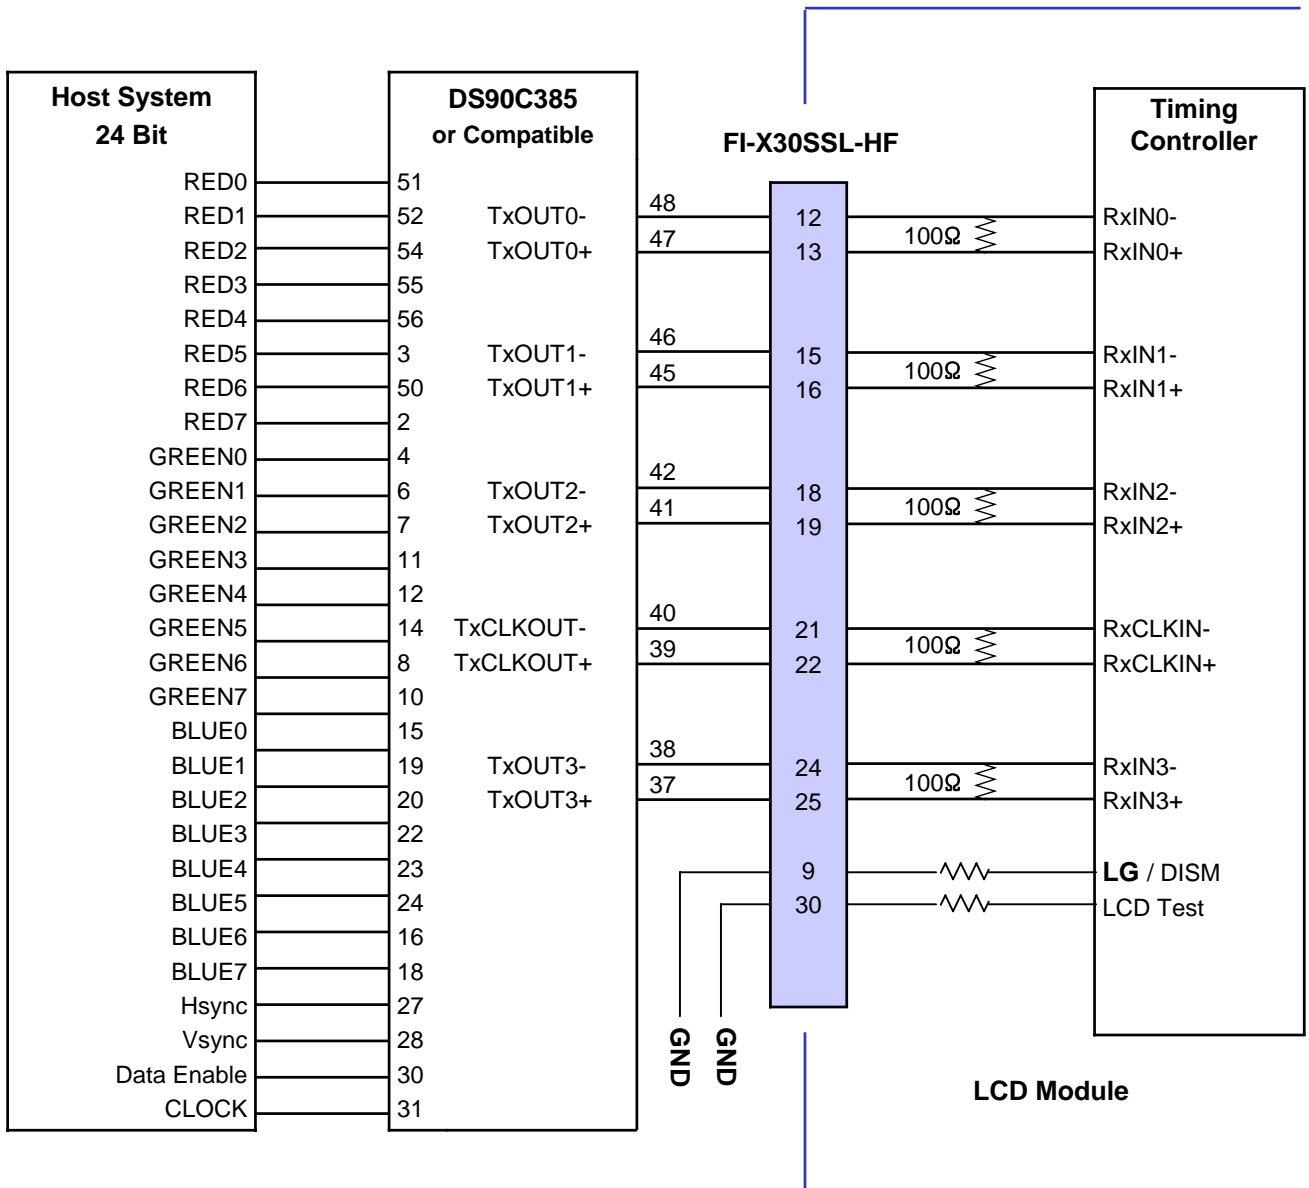 Host System
24 Bit
RED0
RED1
RED2
RED3
RED4
RED5
RED6
RED7
GREEN0
GREEN1
GREEN2
GREEN3
GREEN4
GREEN5
GREEN6
GREEN7
BLUE0
BLUE1
BLUE2
BLUE3
BLUE4
BLUE5
BLUE6
BLUE7
Hsync
Vsync
Data Enable
CLOCK
DS90C385
or Compatible
51
52
54
55
56
3
50
2
4
6
7
11
12
14
8
10
15
19
20
22
23
24
16
18
27
28
30
31
TxOUT0-
TxOUT0+
TxOUT1-
TxOUT1+
TxOUT2-
TxOUT2+
TxCLKOUT-
TxCLKOUT+
TxOUT3-
TxOUT3+
48
47
46
45
42
41
40
39
38
37
GND
GND
FI-X30SSL-HF
12
13
15
16
18
19
21
22
24
25
9
30
100Ω
100Ω
100Ω
100Ω
100Ω
Timing
Controller
RxIN0-
RxIN0+
RxIN1-
RxIN1+
RxIN2-
RxIN2+
RxCLKIN-
RxCLKIN+
RxIN3-
RxIN3+
LG / DISM
LCD Test
LCD Module